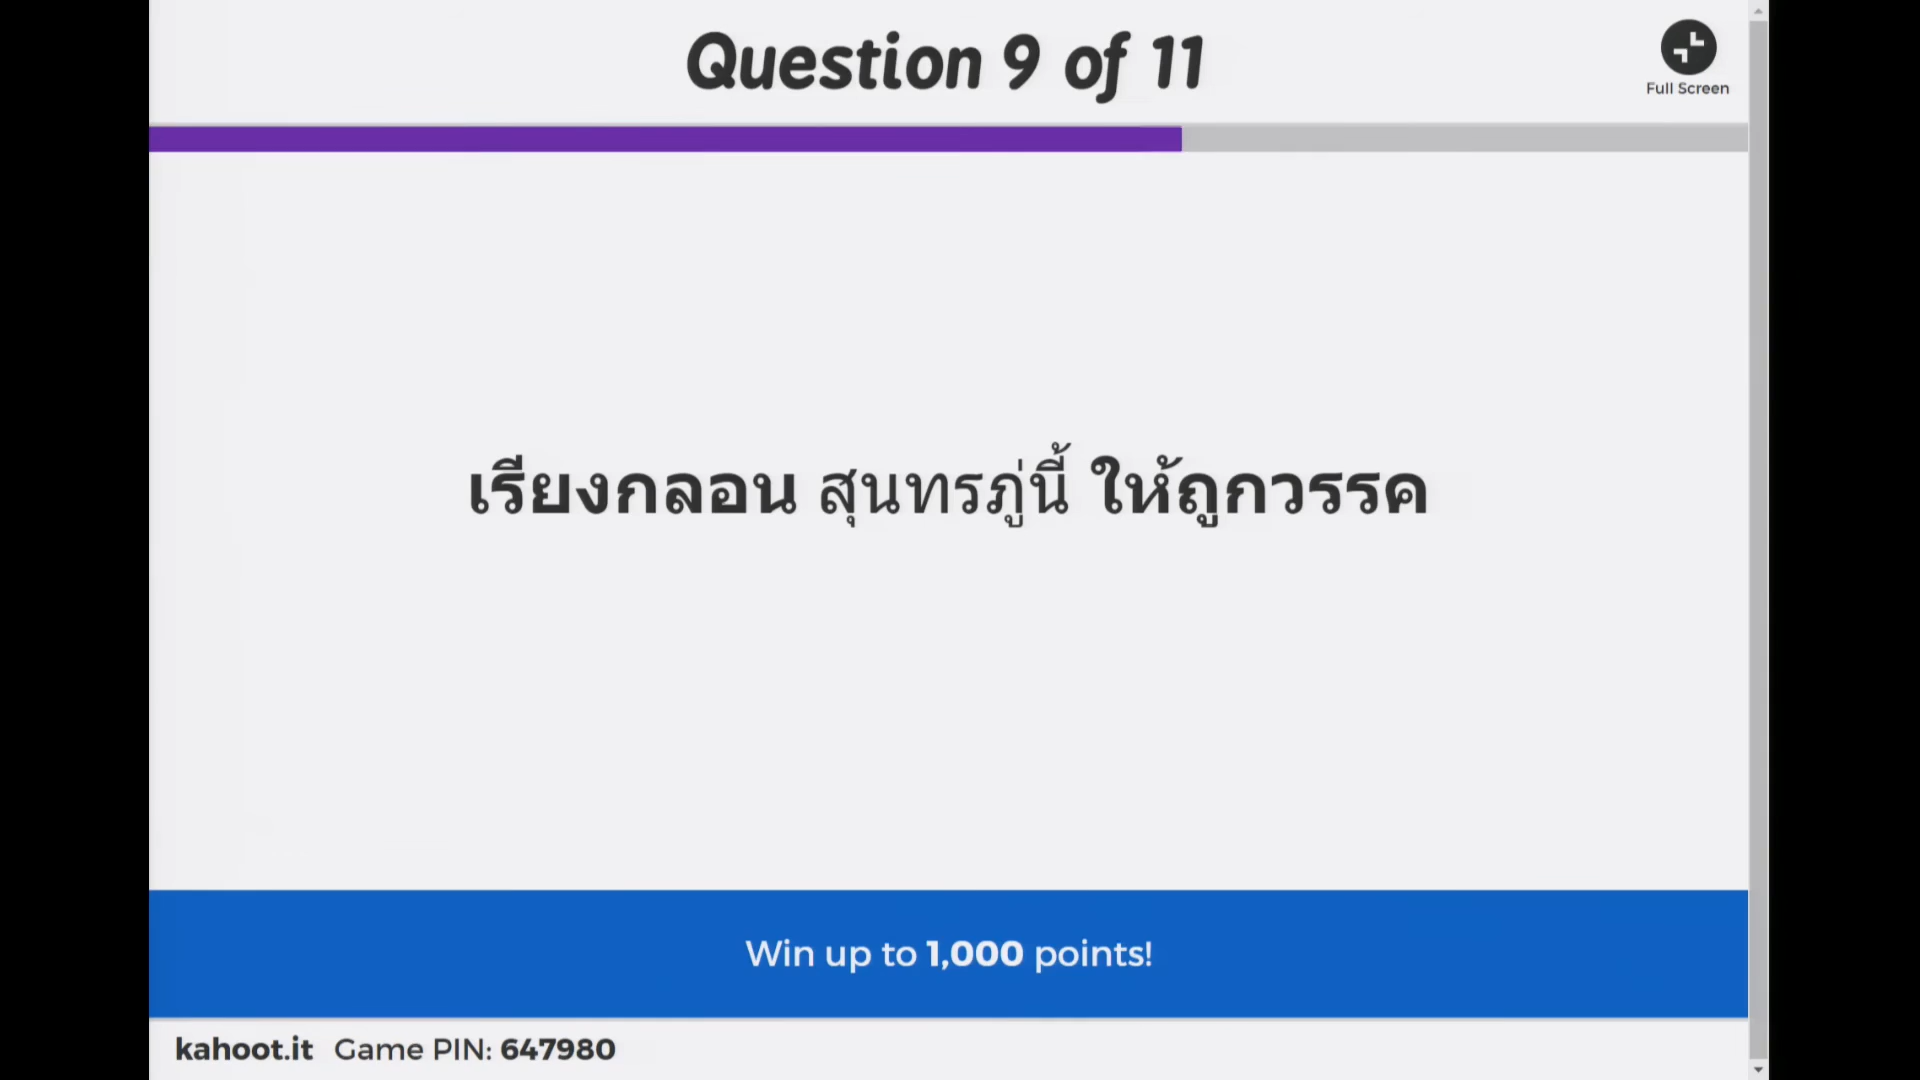 Question 9 of 11
Full Screen
เรียงกลอน สุนทรภู่นี้ ให้ถูกวรรค
Win up to 1,000 points!
kahoot.it Game PIN: 647980